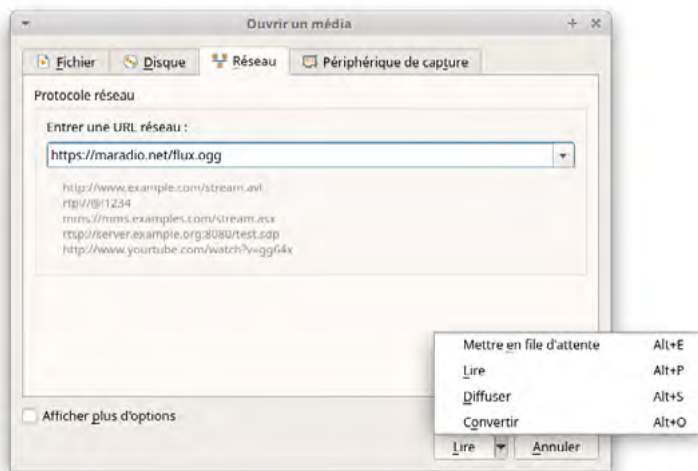 Ouvrir un média
Fichier Disque Réseau Périphérique de capture
Protocole réseau
Entrer une URL réseau :
https://maradio.net/flux.ogg
http://www.example.com/stream.avi
rtp://@:1234
mms://mms.examples.com/stream.asx
rtsp://server.example.org:8080/test.sdp
http://www.yourtube.com/watch?v=gg64x
Mettre en file d'attente Alt+E
Lire Alt+P
Diffuser Alt+S
Convertir Alt+O
Afficher plus d'options
Lire Annuler